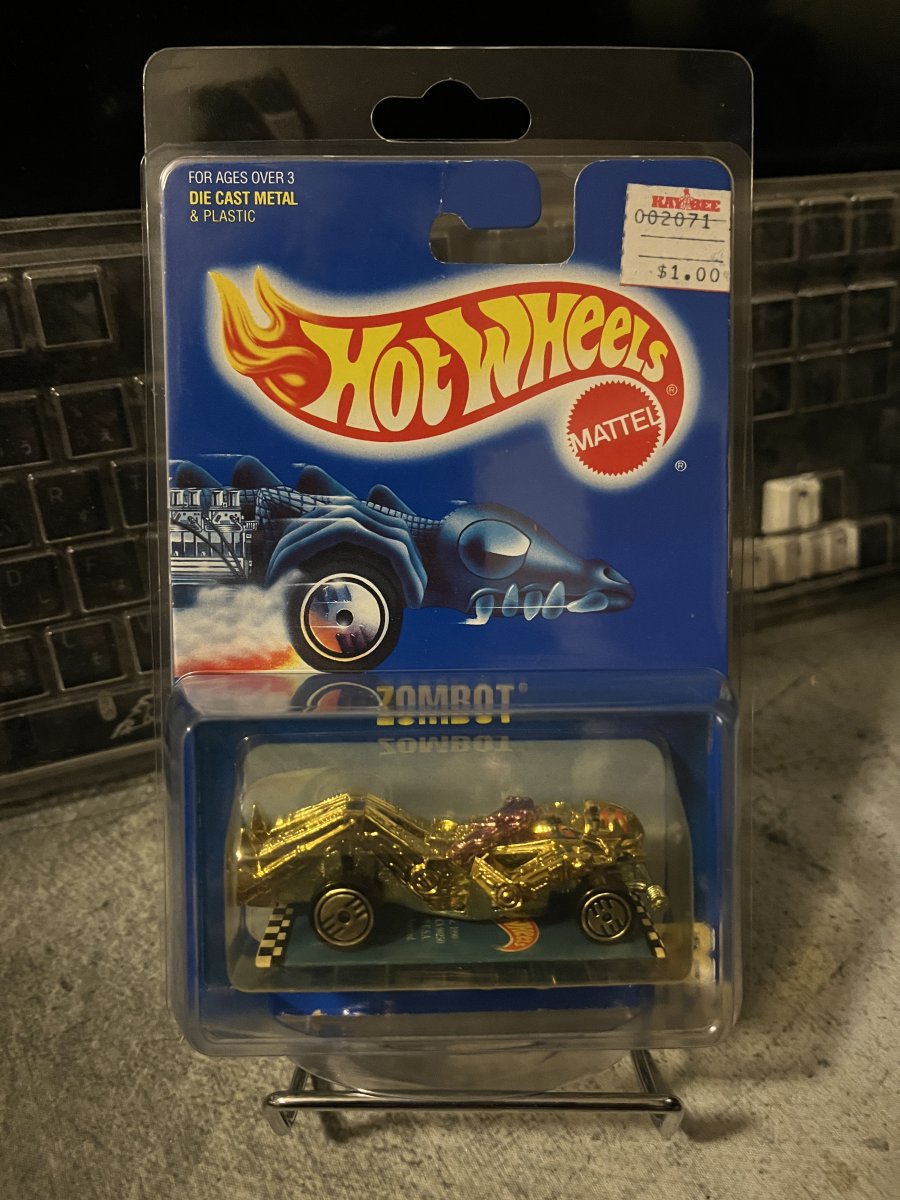 FOR AGES OVER 3
DIE CAST METAL
& PLASTIC
KAY BEE
002071
$1.00
HOT WHEELS®
MATTEL
®
ZOMBOT®